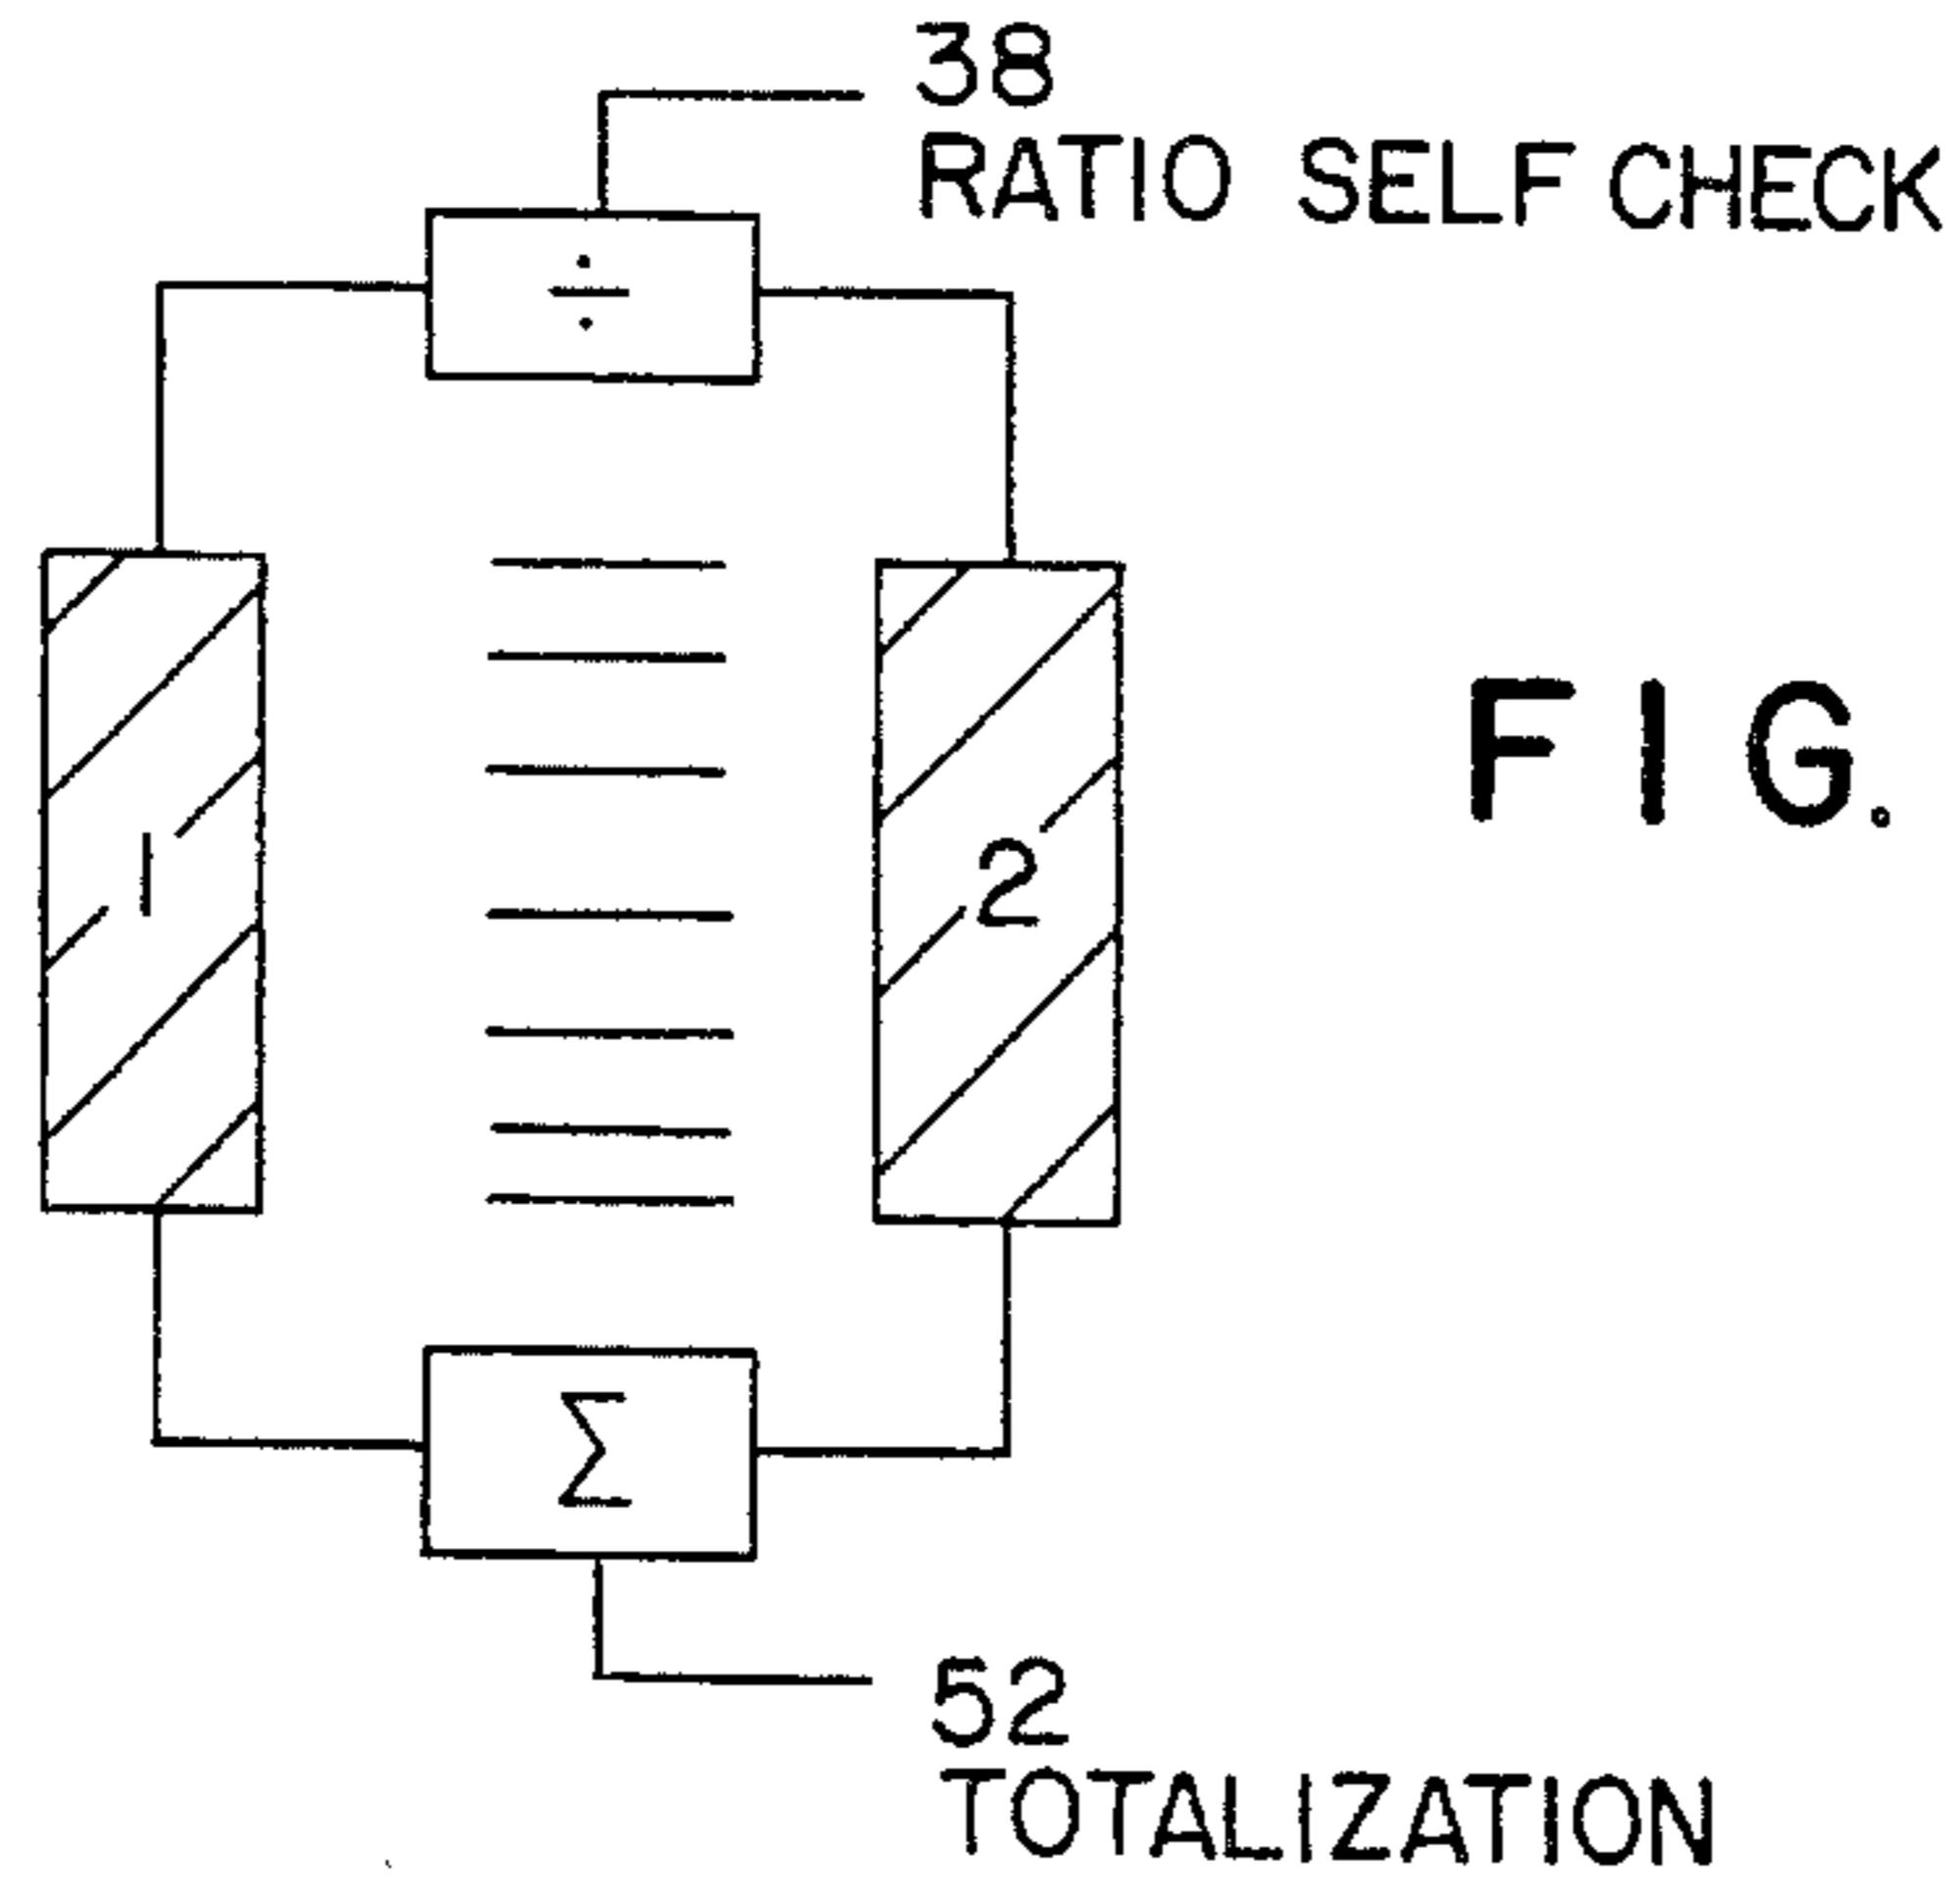 38
RATIO SELF CHECK
÷
FIG.
1
2
Σ
52
TOTALIZATION